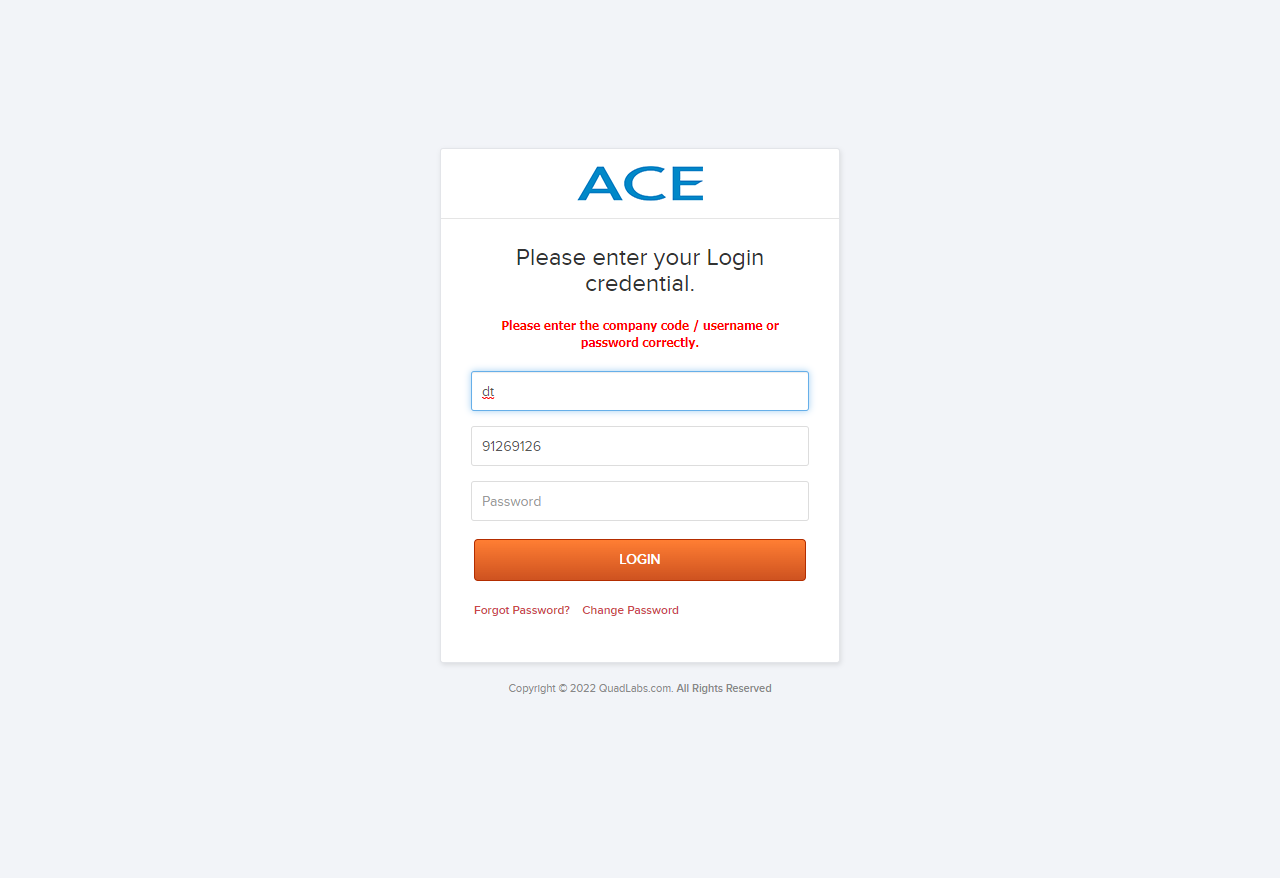 ACE
Please enter your Login
credential.
Please enter the company code / username or
password correctly.
dt
91269126
Password
LOGIN
Forgot Password? Change Password
Copyright © 2022 QuadLabs.com. All Rights Reserved